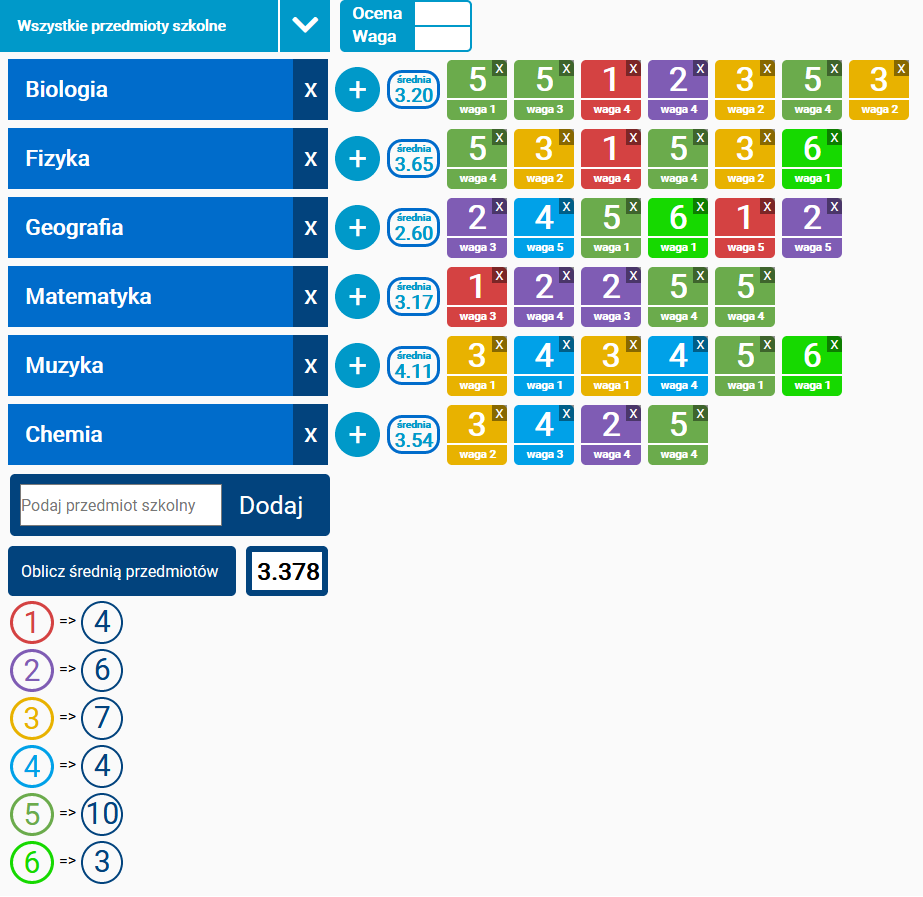 Wszystkie przedmioty szkolne
Ocena
Waga
Biologia X + średnia 3.20 5 X 5 X 1 X 2 X 3 X 5 X 3 X
waga 1 waga 3 waga 4 waga 4 waga 2 waga 4 waga 2
Fizyka X + średnia 3.65 5 X 3 X 1 X 5 X 3 X 6 X
waga 4 waga 2 waga 4 waga 4 waga 2 waga 1
Geografia X + średnia 2.60 2 X 4 X 5 X 6 X 1 X 2 X
waga 3 waga 5 waga 1 waga 1 waga 5 waga 5
Matematyka X + średnia 3.17 1 X 2 X 2 X 5 X 5 X
waga 3 waga 4 waga 3 waga 4 waga 4
Muzyka X + średnia 4.11 3 X 4 X 3 X 4 X 5 X 6 X
waga 1 waga 1 waga 1 waga 4 waga 1 waga 1
Chemia X + średnia 3.54 3 X 4 X 2 X 5 X
waga 2 waga 3 waga 4 waga 4
Podaj przedmiot szkolny Dodaj
Oblicz średnią przedmiotów 3.378
1 => 4
2 => 6
3 => 7
4 => 4
5 => 10
6 => 3